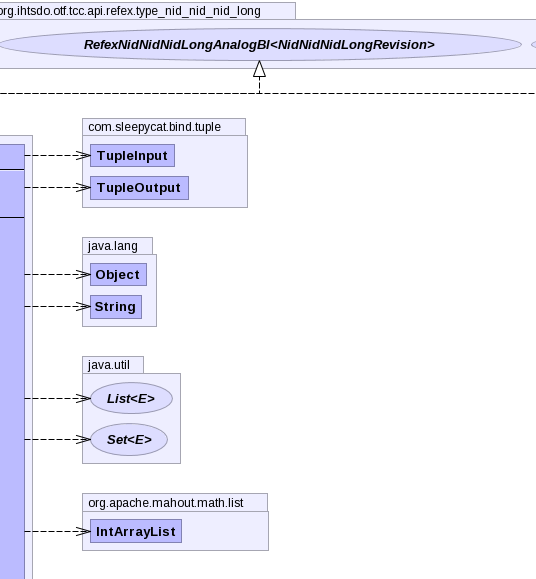 org.ihtsdo.otf.tcc.api.refex.type_nid_nid_nid_long
RefexNidNidNidLongAnalogBI<NidNidNidLongRevision>
com.sleepycat.bind.tuple
TupleInput
TupleOutput
java.lang
Object
String
java.util
List<E>
Set<E>
org.apache.mahout.math.list
IntArrayList